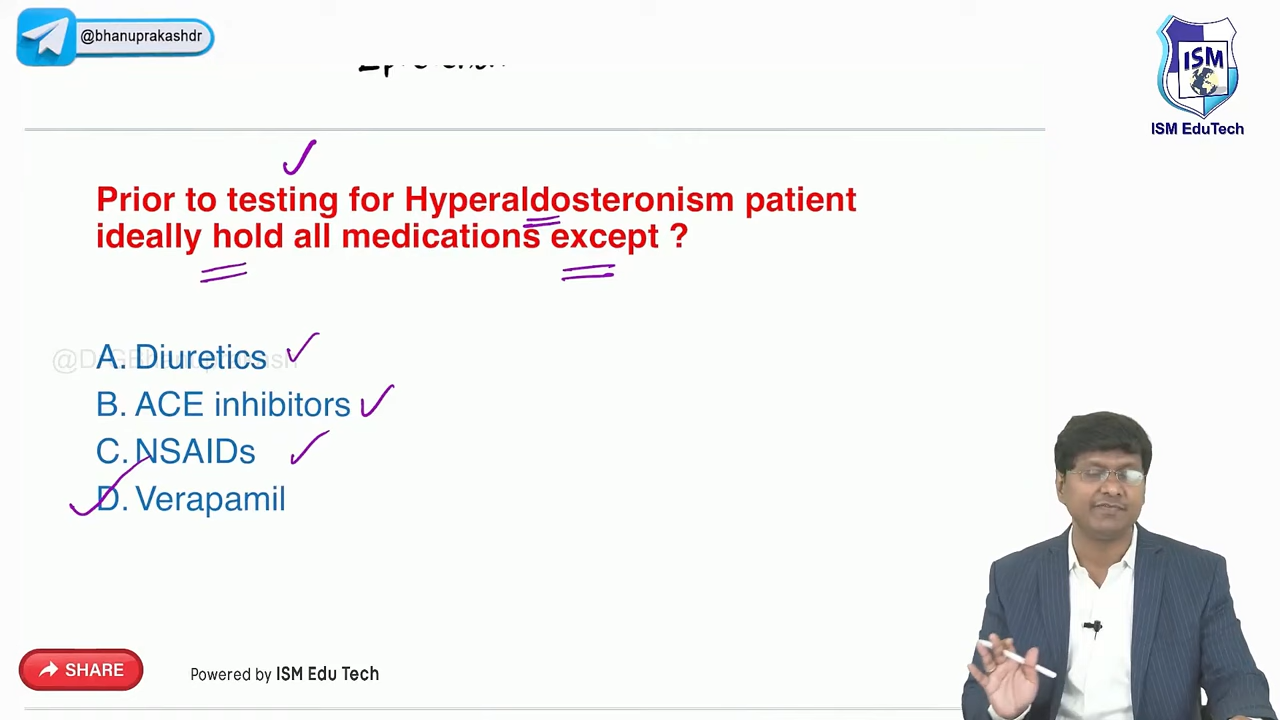 @bhanuprakashdr
ISM
ISM EduTech
Prior to testing for Hyperaldosteronism patient
ideally hold all medications except ?
A. Diuretics
B. ACE inhibitors
C. NSAIDs
D. Verapamil
SHARE
Powered by ISM Edu Tech